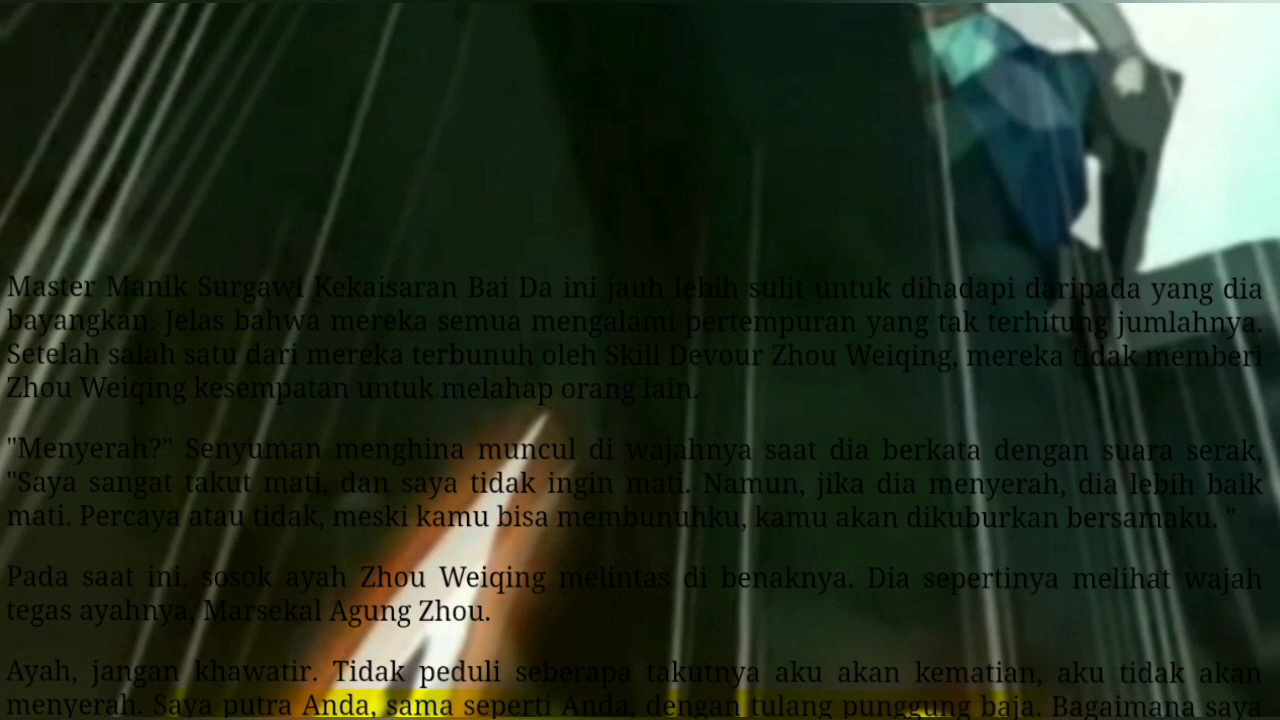 Master Manik Surgawi Kekaisaran Bai Da ini jauh lebih sulit untuk dihadapi daripada yang dia
bayangkan. Jelas bahwa mereka semua mengalami pertempuran yang tak terhitung jumlahnya.
Setelah salah satu dari mereka terbunuh oleh Skill Devour Zhou Weiqing, mereka tidak memberi
Zhou Weiqing kesempatan untuk melahap orang lain.
"Menyerah?" Senyuman menghina muncul di wajahnya saat dia berkata dengan suara serak,
"Saya sangat takut mati, dan saya tidak ingin mati. Namun, jika dia menyerah, dia lebih baik
mati. Percaya atau tidak, meski kamu bisa membunuhku, kamu akan dikuburkan bersamaku. "
Pada saat ini, sosok ayah Zhou Weiqing melintas di benaknya. Dia sepertinya melihat wajah
tegas ayahnya, Marsekal Agung Zhou.
Ayah, jangan khawatir. Tidak peduli seberapa takutnya aku akan kematian, aku tidak akan
menyerah. Saya putra Anda, sama seperti Anda, dengan tulang punggung baja. Bagaimana saya